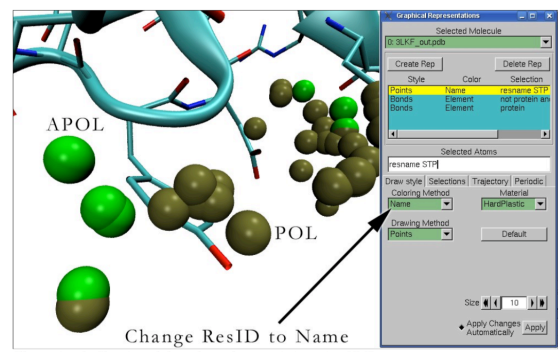 APOL
POL
Change ResID to Name
Graphical Representations
Selected Molecule
0: 3LKF_out.pdb
Create Rep
Delete Rep
Style Color Selection
Points Name resname STP
Bonds Element not protein an
Bonds Element protein
Selected Atoms
resname STP
Draw style Selections Trajectory Periodic
Coloring Method Material
Name HardPlastic
Drawing Method
Points Default
Size 10
Apply Changes
Automatically Apply